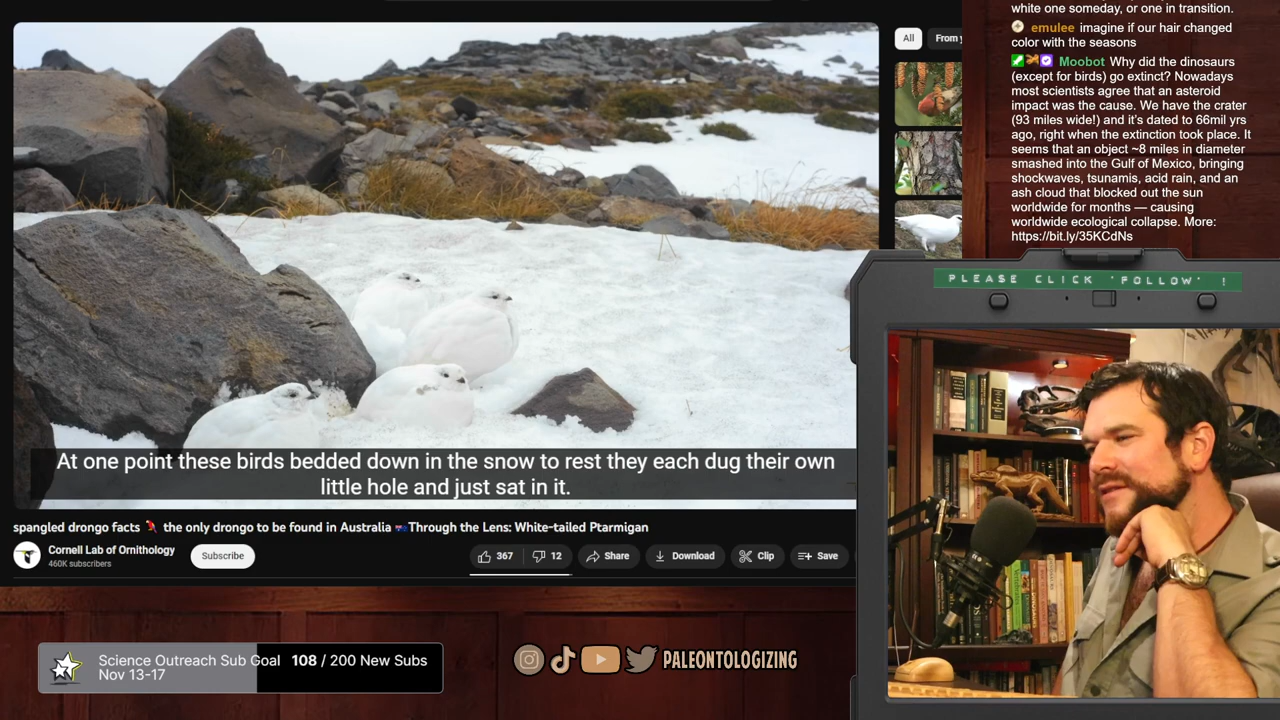 white one someday, or one in transition.
emulee imagine if our hair changed
color with the seasons
Moobot Why did the dinosaurs
(except for birds) go extinct? Nowadays
most scientists agree that an asteroid
impact was the cause. We have the crater
(93 miles wide!) and it's dated to 66mil yrs
ago, right when the extinction took place. It
seems that an object ~8 miles in diameter
smashed into the Gulf of Mexico, bringing
shockwaves, tsunamis, acid rain, and an
ash cloud that blocked out the sun
worldwide for months — causing
worldwide ecological collapse. More:
https://bit.ly/35KCdNs
All
From y
PLEASE CLICK "FOLLOW" !
At one point these birds bedded down in the snow to rest they each dug their own
little hole and just sat in it.
spangled drongo facts the only drongo to be found in Australia Through the Lens: White-tailed Ptarmigan
Cornell Lab of Ornithology
460K subscribers
Subscribe
367
12
Share
Download
Clip
Save
Science Outreach Sub Goal 108 / 200 New Subs
Nov 13-17
PALEONTOLOGIZING